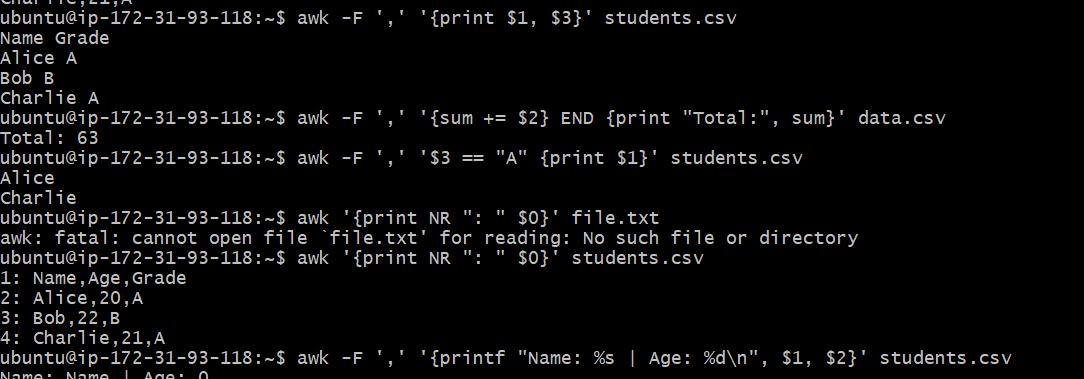 Charlie,21,A
ubuntu@ip-172-31-93-118:~$ awk -F ',' '{print $1, $3}' students.csv
Name Grade
Alice A
Bob B
Charlie A
ubuntu@ip-172-31-93-118:~$ awk -F ',' '{sum += $2} END {print "Total:", sum}' data.csv
Total: 63
ubuntu@ip-172-31-93-118:~$ awk -F ',' '$3 == "A" {print $1}' students.csv
Alice
Charlie
ubuntu@ip-172-31-93-118:~$ awk '{print NR ": " $0}' file.txt
awk: fatal: cannot open file `file.txt' for reading: No such file or directory
ubuntu@ip-172-31-93-118:~$ awk '{print NR ": " $0}' students.csv
1: Name,Age,Grade
2: Alice,20,A
3: Bob,22,B
4: Charlie,21,A
ubuntu@ip-172-31-93-118:~$ awk -F ',' '{printf "Name: %s | Age: %d\n", $1, $2}' students.csv
Name: Name | Age: 0